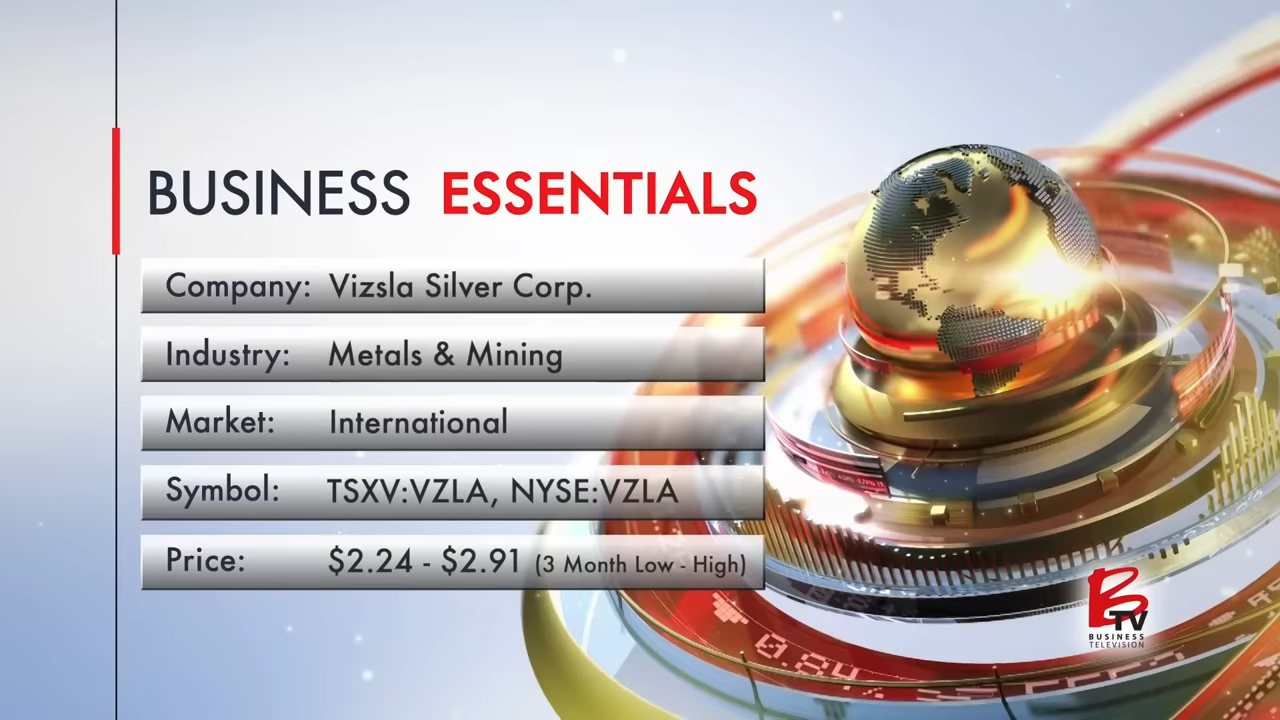 BUSINESS ESSENTIALS
Company: Vizsla Silver Corp.
Industry: Metals & Mining
Market: International
Symbol: TSXV:VZLA, NYSE:VZLA
Price: $2.24 - $2.91 (3 Month Low - High)
BTV
BUSINESS
TELEVISION